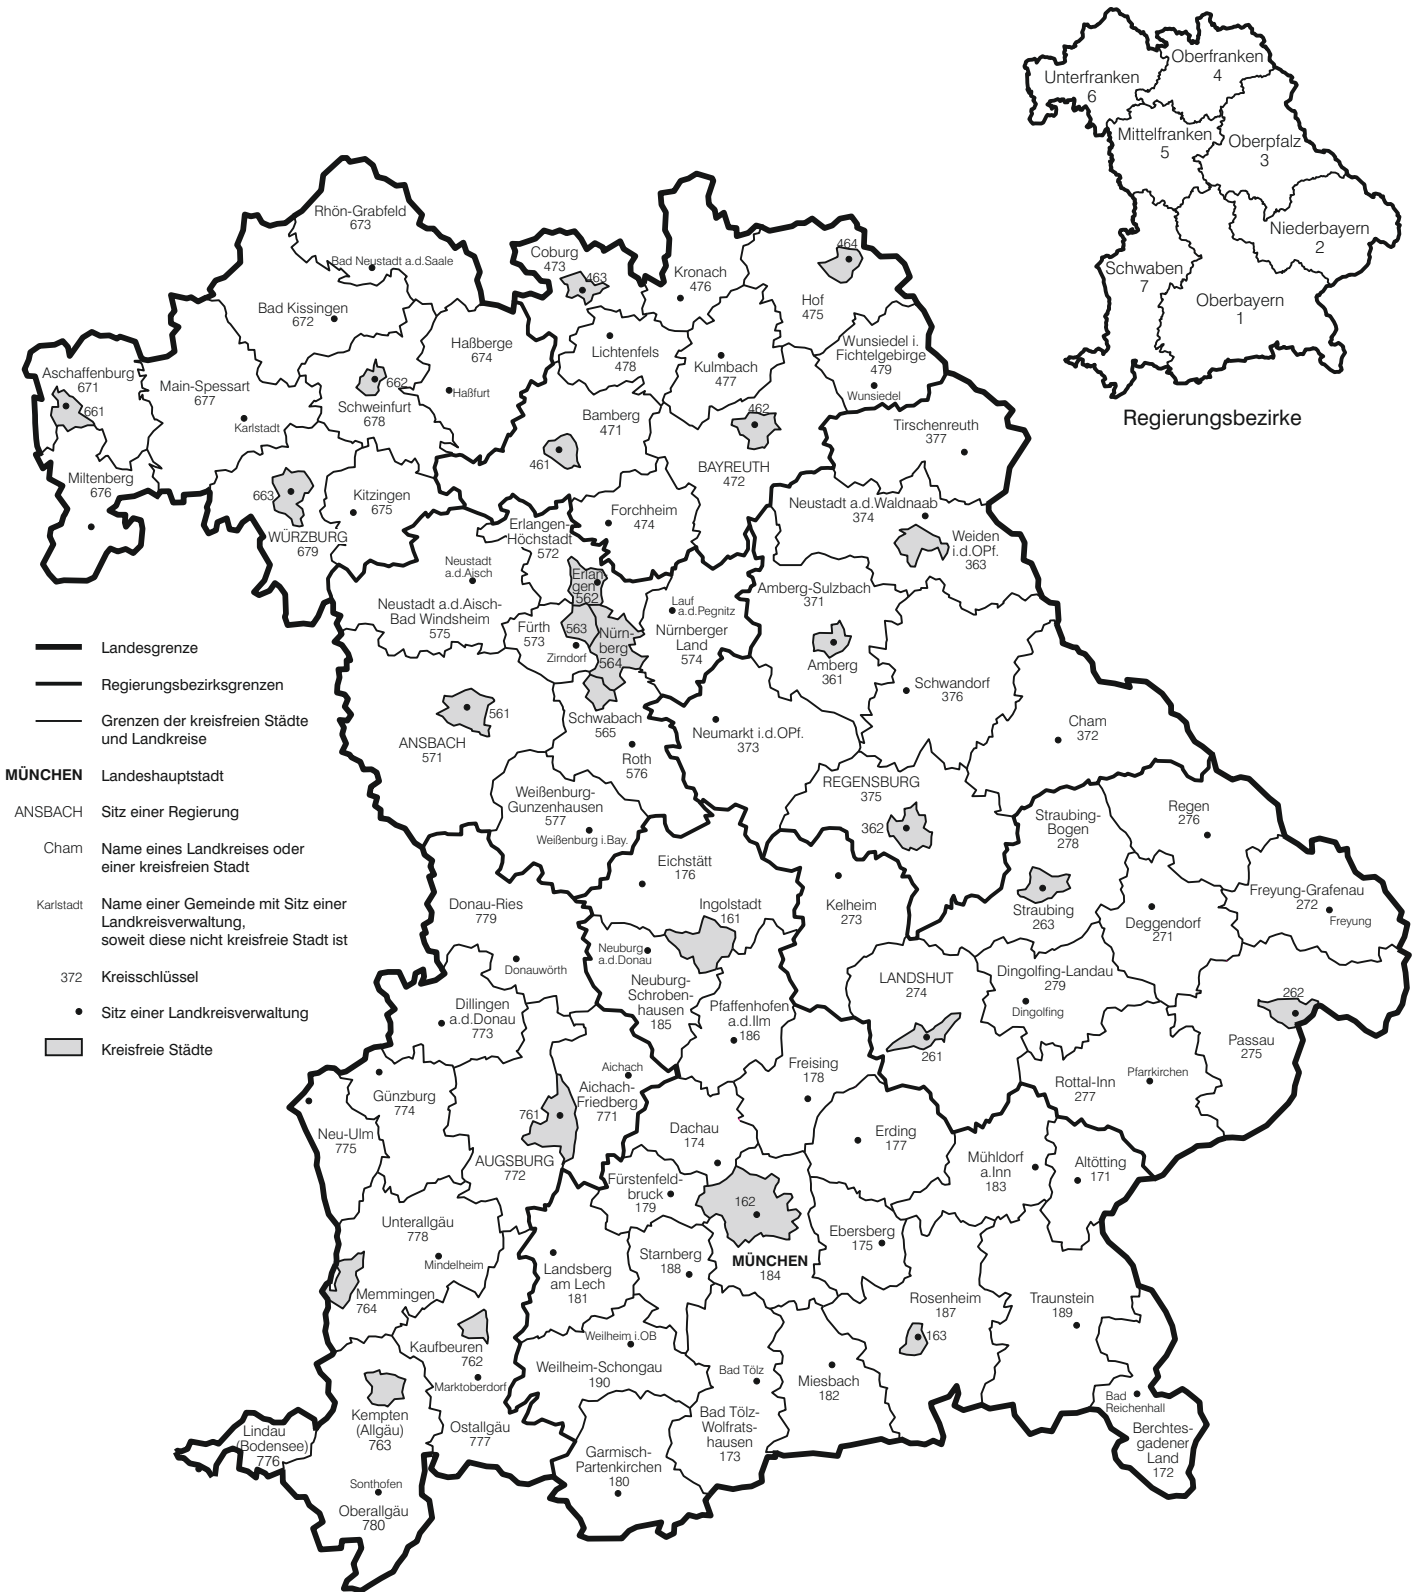 Unterfranken
6
Oberfranken
4
Mittelfranken
5
Oberpfalz
3
Niederbayern
2
Schwaben
7
Oberbayern
1
Regierungsbezirke
Rhön-Grabfeld
673
Bad Neustadt a.d.Saale
Bad Kissingen
672
Coburg
473
463
Kronach
476
464
Hof
475
Haßberge
674
Haßfurt
Lichtenfels
478
Kulmbach
477
Wunsiedel i.
Fichtelgebirge
479
Wunsiedel
Aschaffenburg
671
661
Main-Spessart
677
Karlstadt
662
Schweinfurt
678
Bamberg
471
461
462
BAYREUTH
472
Tirschenreuth
377
Miltenberg
676
663
WÜRZBURG
679
Kitzingen
675
Forchheim
474
Erlangen-
Höchstadt
572
Neustadt a.d.Waldnaab
374
Weiden
i.d.OPf.
363
Neustadt
a.d.Aisch
Neustadt a.d.Aisch-
Bad Windsheim
575
Erlan-
gen
562
Fürth
573
563
Zirndorf
Nürn-
berg
564
Lauf
a.d.Pegnitz
Nürnberger
Land
574
Amberg-Sulzbach
371
Amberg
361
Schwandorf
376
Cham
372
561
ANSBACH
571
Schwabach
565
Roth
576
Neumarkt i.d.OPf.
373
Weißenburg-
Gunzenhausen
577
Weißenburg i.Bay.
REGENSBURG
375
362
Straubing-
Bogen
278
Straubing
263
Regen
276
Landesgrenze
Regierungsbezirksgrenzen
Grenzen der kreisfreien Städte
und Landkreise
MÜNCHEN
Landeshauptstadt
ANSBACH
Sitz einer Regierung
Cham
Name eines Landkreises oder
einer kreisfreien Stadt
Karlstadt
Name einer Gemeinde mit Sitz einer
Landkreisverwaltung,
soweit diese nicht kreisfreie Stadt ist
372
Kreisschlüssel
Sitz einer Landkreisverwaltung
Kreisfreie Städte
Eichstätt
176
Ingolstadt
161
Kelheim
273
Deggendorf
271
Freyung-Grafenau
272
Freyung
Donau-Ries
779
Donauwörth
Neuburg
a.d.Donau
Neuburg-
Schroben-
hausen
185
LANDSHUT
274
261
Dingolfing-Landau
279
Dingolfing
262
Passau
275
Dillingen
a.d.Donau
773
Pfaffenhofen
a.d.Ilm
186
Freising
178
Rottal-Inn
277
Pfarrkirchen
Günzburg
774
Neu-Ulm
775
761
AUGSBURG
772
Aichach
Aichach-
Friedberg
771
Dachau
174
Erding
177
Mühldorf
a.Inn
183
Altötting
171
Fürstenfeld-
bruck
179
162
MÜNCHEN
184
Ebersberg
175
Unterallgäu
778
Mindelheim
Memmingen
764
Landsberg
am Lech
181
Starnberg
188
Rosenheim
187
163
Traunstein
189
Kaufbeuren
762
Marktoberdorf
Ostallgäu
777
Weilheim i.OB
Weilheim-Schongau
190
Bad Tölz
Bad Tölz-
Wolfrats-
hausen
173
Miesbach
182
Bad
Reichenhall
Berchtes-
gadener
Land
172
Kempten
(Allgäu)
763
Lindau
(Bodensee)
776
Sonthofen
Oberallgäu
780
Garmisch-
Partenkirchen
180